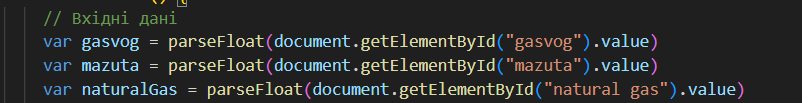 () {
// Вхідні дані
var gasvog = parseFloat(document.getElementById("gasvog").value)
var mazuta = parseFloat(document.getElementById("mazuta").value)
var naturalGas = parseFloat(document.getElementById("natural gas").value)